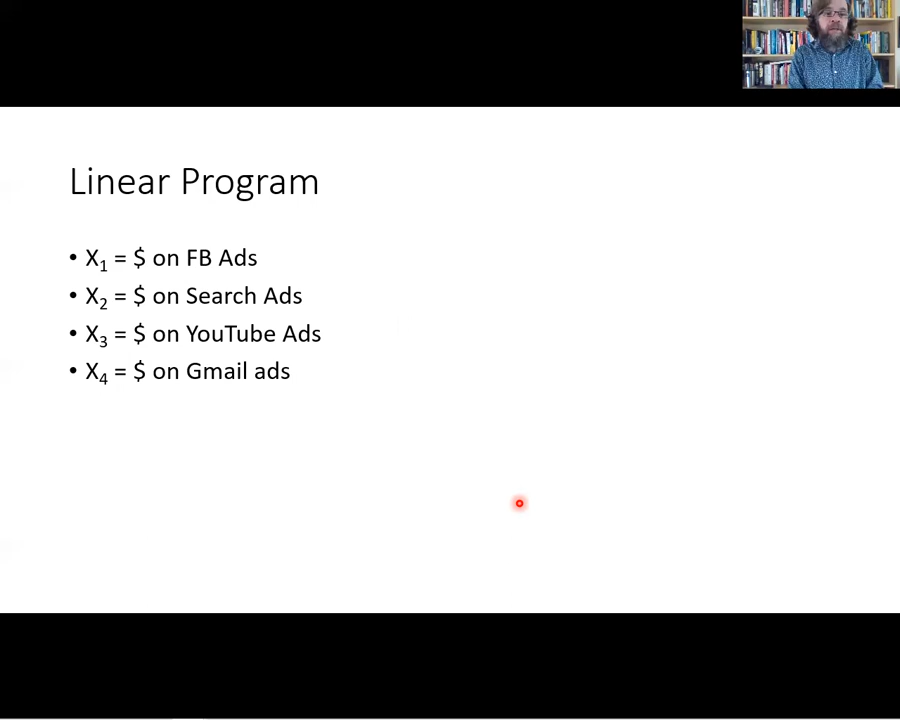 Linear Program
• X₁ = $ on FB Ads
• X₂ = $ on Search Ads
• X₃ = $ on YouTube Ads
• X₄ = $ on Gmail ads